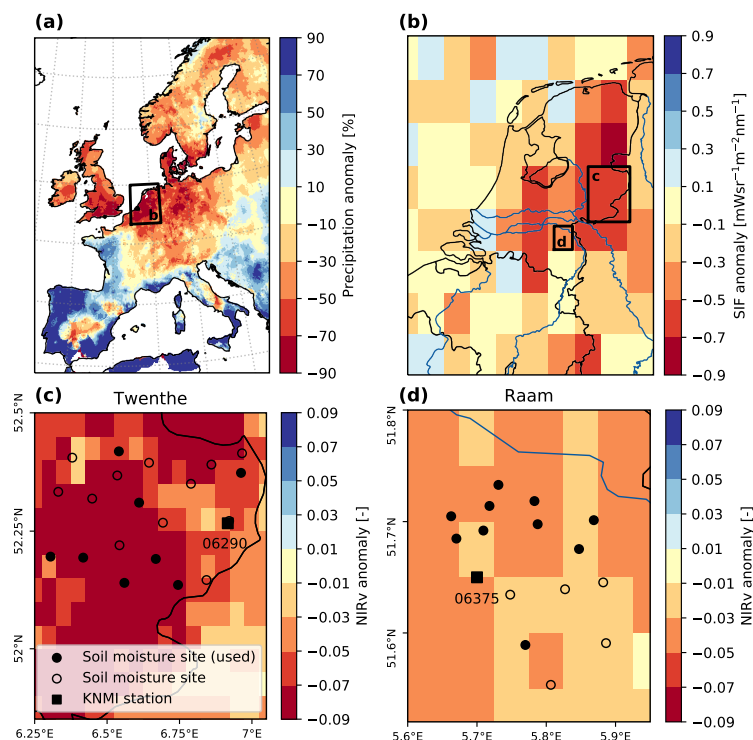 (a)
b
90
70
50
30
10
−10
−30
−50
−70
−90
Precipitation anomaly [%]
(b)
c
d
0.9
0.7
0.5
0.3
0.1
−0.1
−0.3
−0.5
−0.7
−0.9
SIF anomaly [mWsr⁻¹m⁻²nm⁻¹]
(c)
Twenthe
52.5°N
52.25°N
52°N
06290
Soil moisture site (used)
Soil moisture site
KNMI station
6.25°E
6.5°E
6.75°E
7°E
0.09
0.07
0.05
0.03
0.01
−0.01
−0.03
−0.05
−0.07
−0.09
NIRv anomaly [-]
(d)
Raam
51.8°N
51.7°N
51.6°N
06375
5.6°E
5.7°E
5.8°E
5.9°E
0.09
0.07
0.05
0.03
0.01
−0.01
−0.03
−0.05
−0.07
−0.09
NIRv anomaly [-]